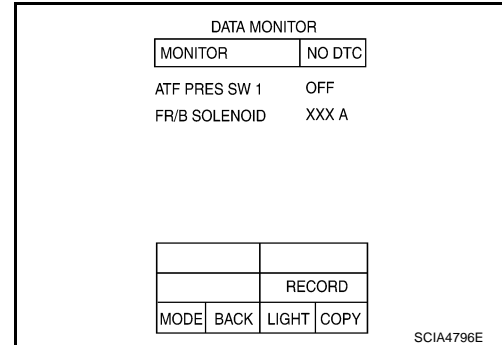 DATA MONITOR
MONITOR NO DTC
ATF PRES SW 1 OFF
FR/B SOLENOID XXX A
RECORD
MODE BACK LIGHT COPY
SCIA4796E